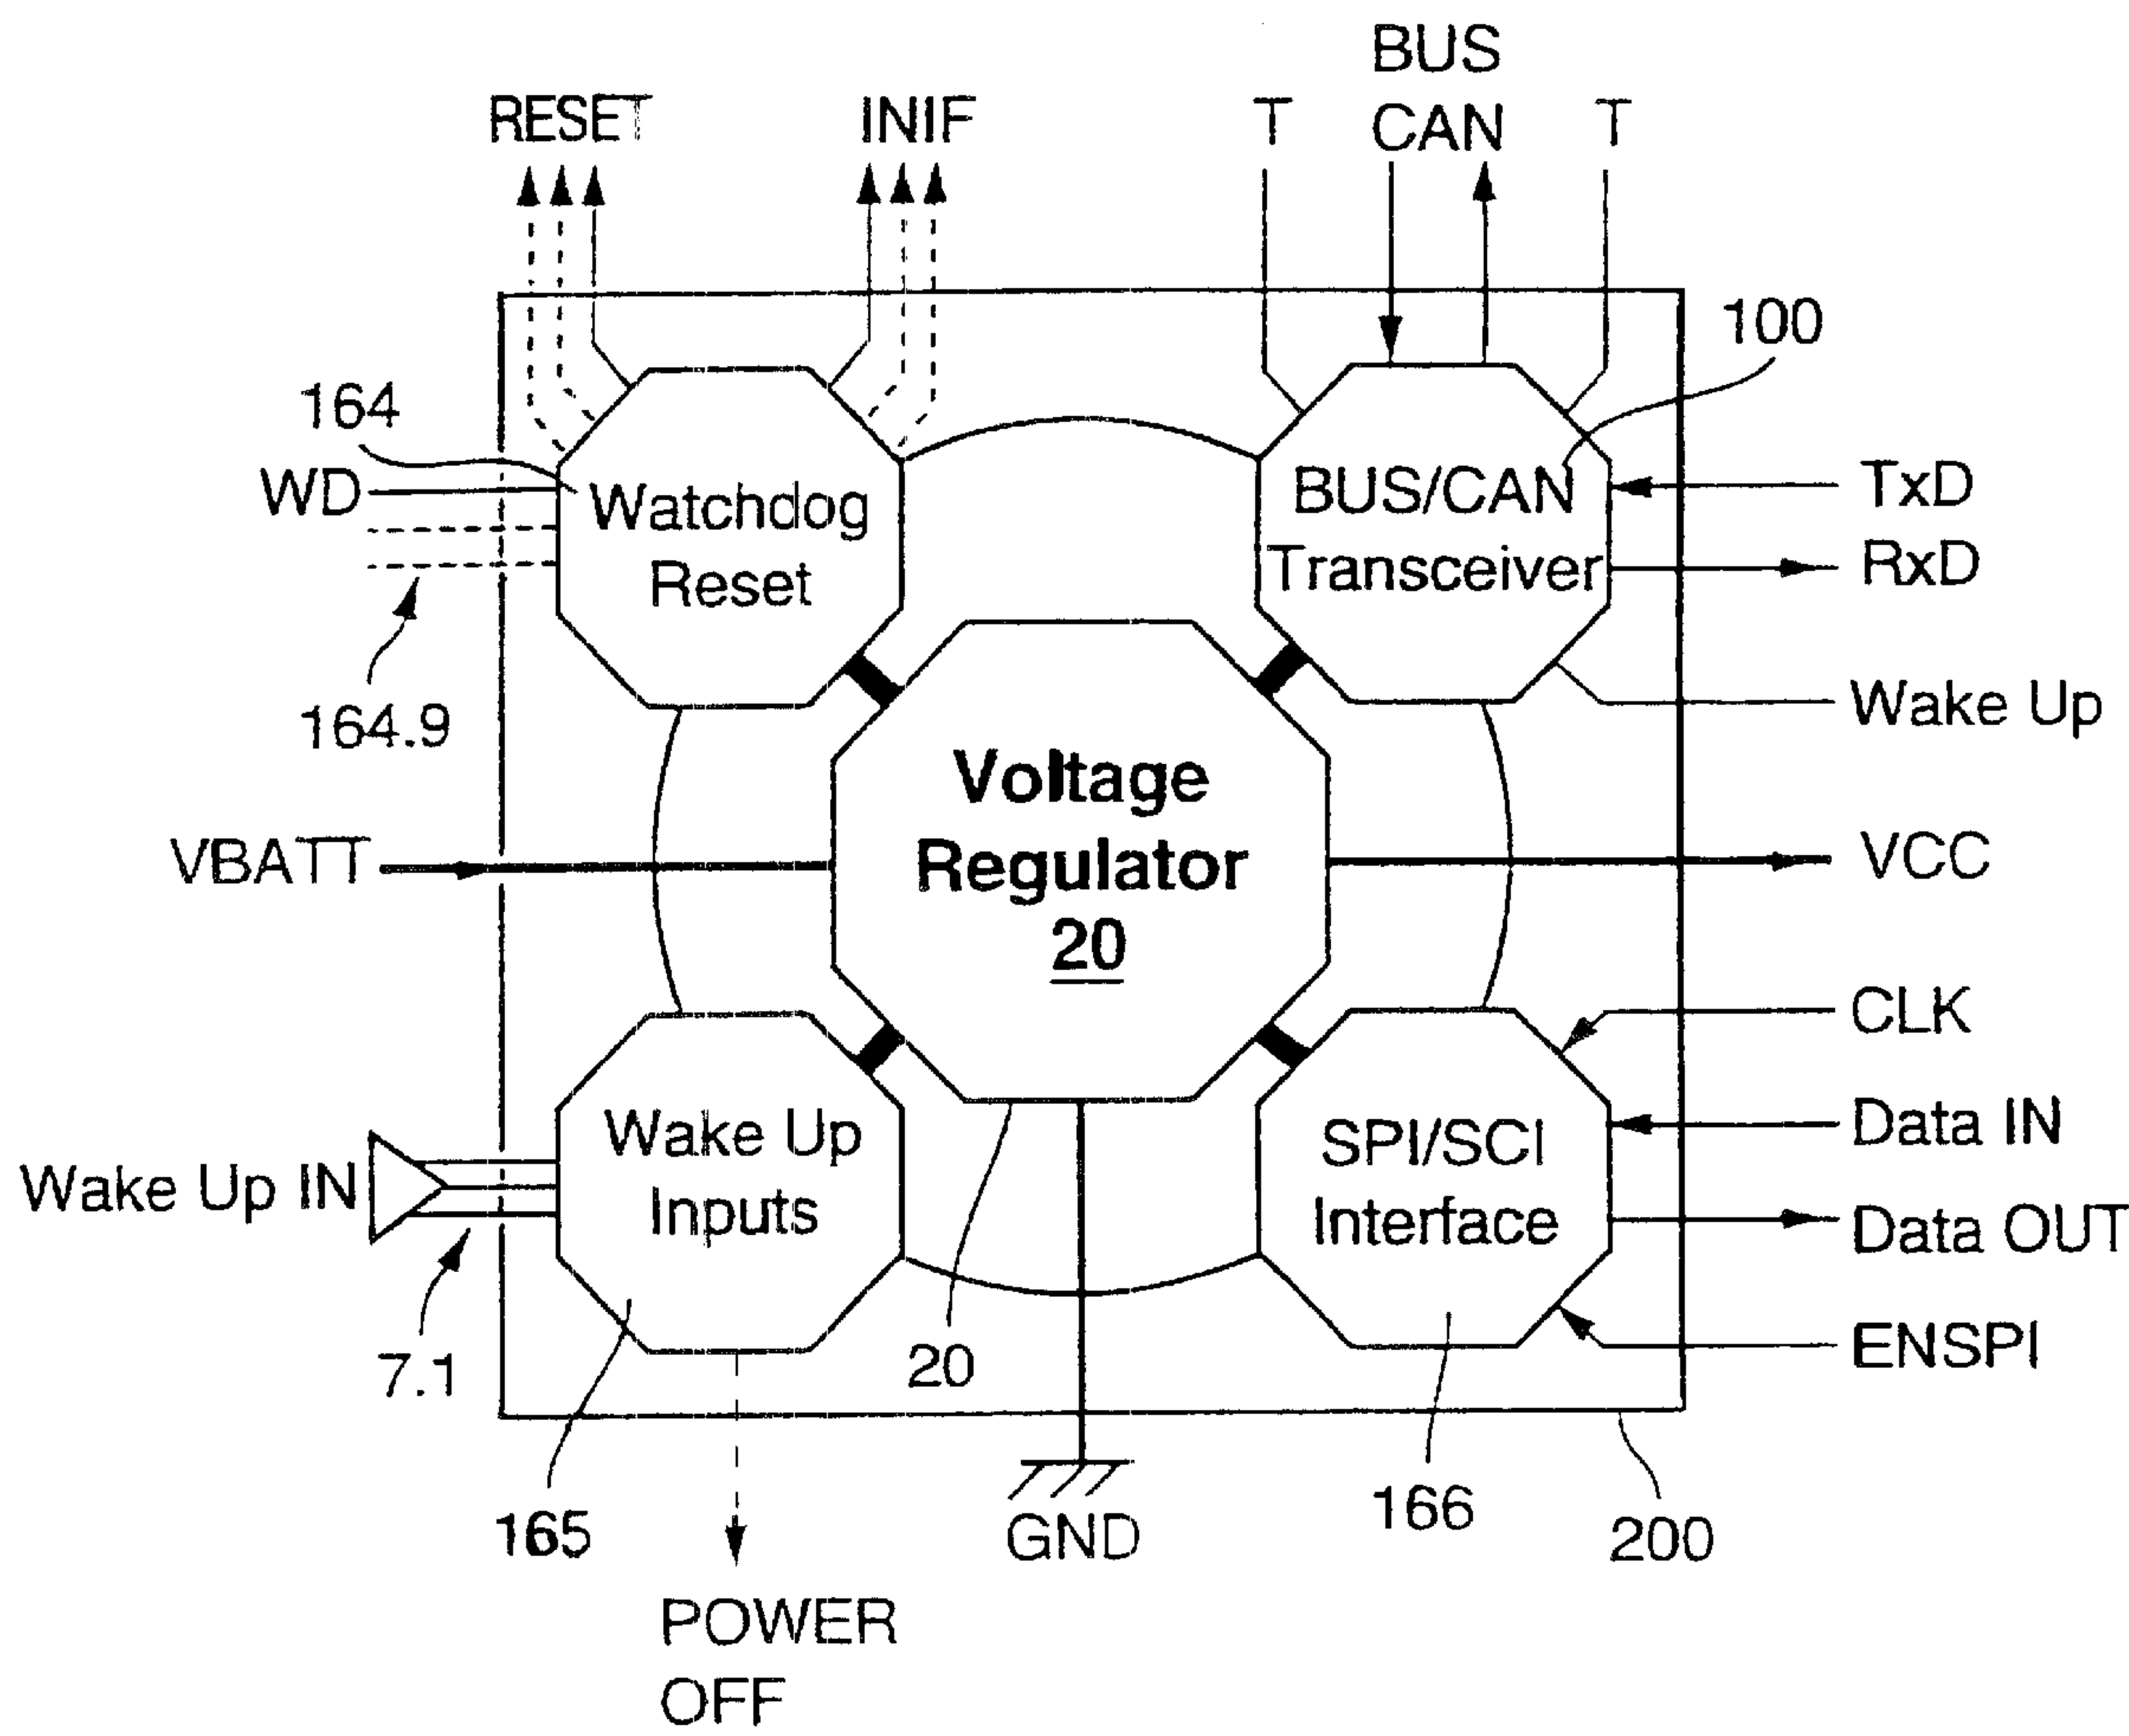 BUS
RESET
INIF
T
CAN
T
100
164
WD
Watchdog
Reset
BUS/CAN
Transceiver
TxD
RxD
164.9
Wake Up
Voltage
Regulator
20
VBATT
VCC
CLK
Wake Up IN
Wake Up
Inputs
SPI/SCI
Interface
Data IN
Data OUT
7.1
20
ENSPI
165
GND
166
200
POWER
OFF